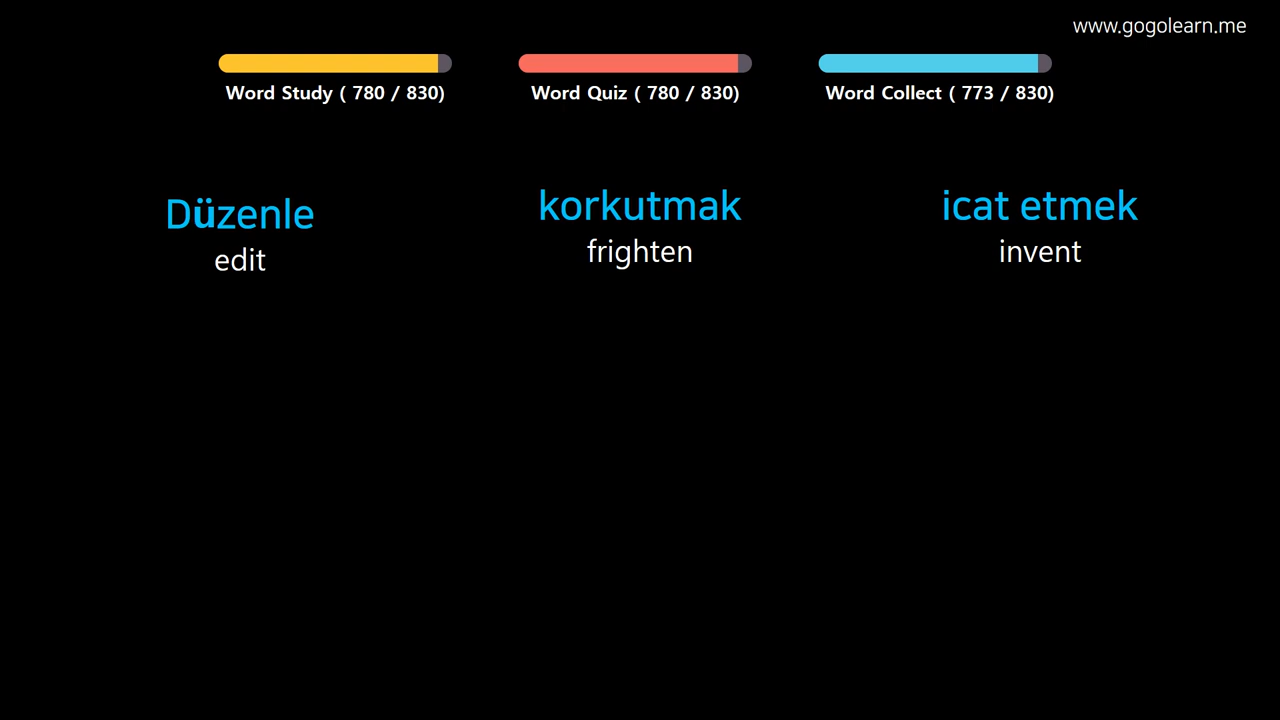 www.gogolearn.me
Word Study ( 780 / 830)
Word Quiz ( 780 / 830)
Word Collect ( 773 / 830)
Düzenle
edit
korkutmak
frighten
icat etmek
invent